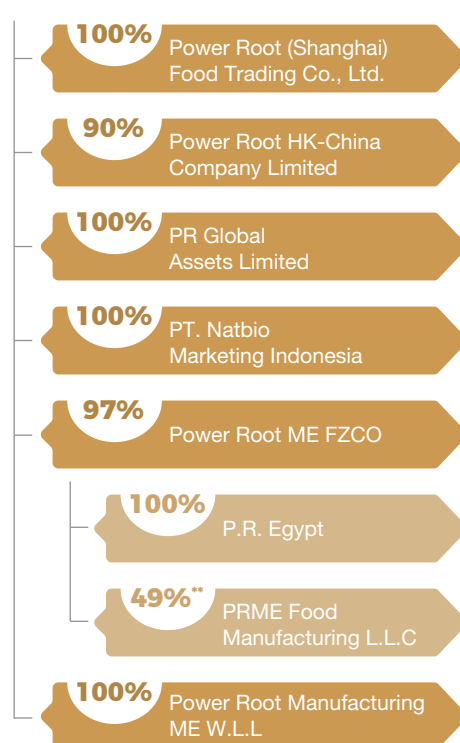 100%
Power Root (Shanghai)
Food Trading Co., Ltd.
90%
Power Root HK-China
Company Limited
100%
PR Global
Assets Limited
100%
PT. Natbio
Marketing Indonesia
97%
Power Root ME FZCO
100%
P.R. Egypt
49%**
PRME Food
Manufacturing L.L.C
100%
Power Root Manufacturing
ME W.L.L